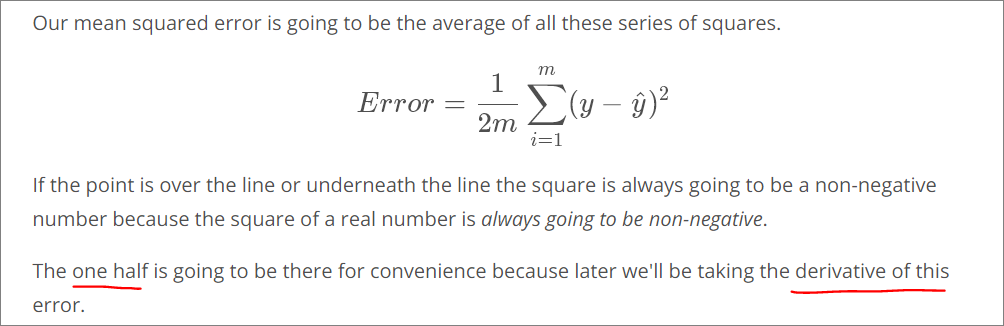 Our mean squared error is going to be the average of all these series of squares.
Error = \frac{1}{2m} \sum_{i=1}^{m} (y - \hat{y})^2
If the point is over the line or underneath the line the square is always going to be a non-negative
number because the square of a real number is always going to be non-negative.
The one half is going to be there for convenience because later we'll be taking the derivative of this
error.